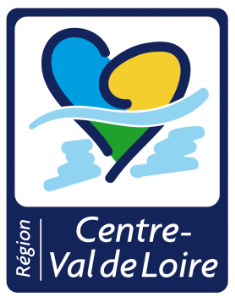 Région
Centre-
Val de Loire